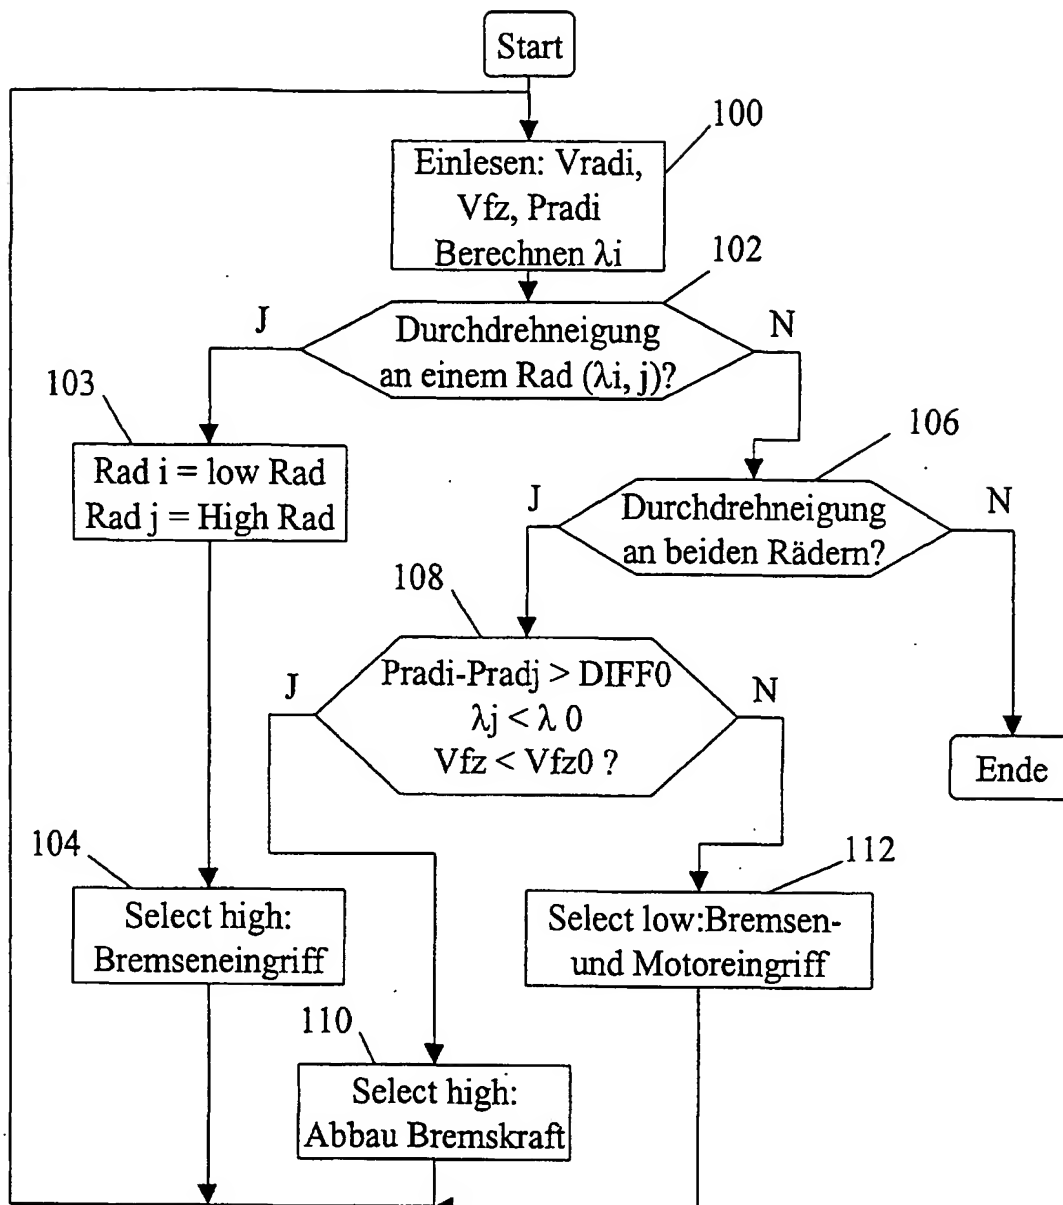 Start
100
Einlesen: Vradi,
Vfz, Pradi
Berechnen λi
102
J
N
Durchdrehneigung
an einem Rad (λi, j)?
103
Rad i = low Rad
Rad j = High Rad
106
J
N
Durchdrehneigung
an beiden Rädern?
108
J
N
Pradi-Pradj > DIFF0
λj < λ 0
Vfz < Vfz0 ?
Ende
104
Select high:
Bremseneingriff
112
Select low:Bremsen-
und Motoreingriff
110
Select high:
Abbau Bremskraft